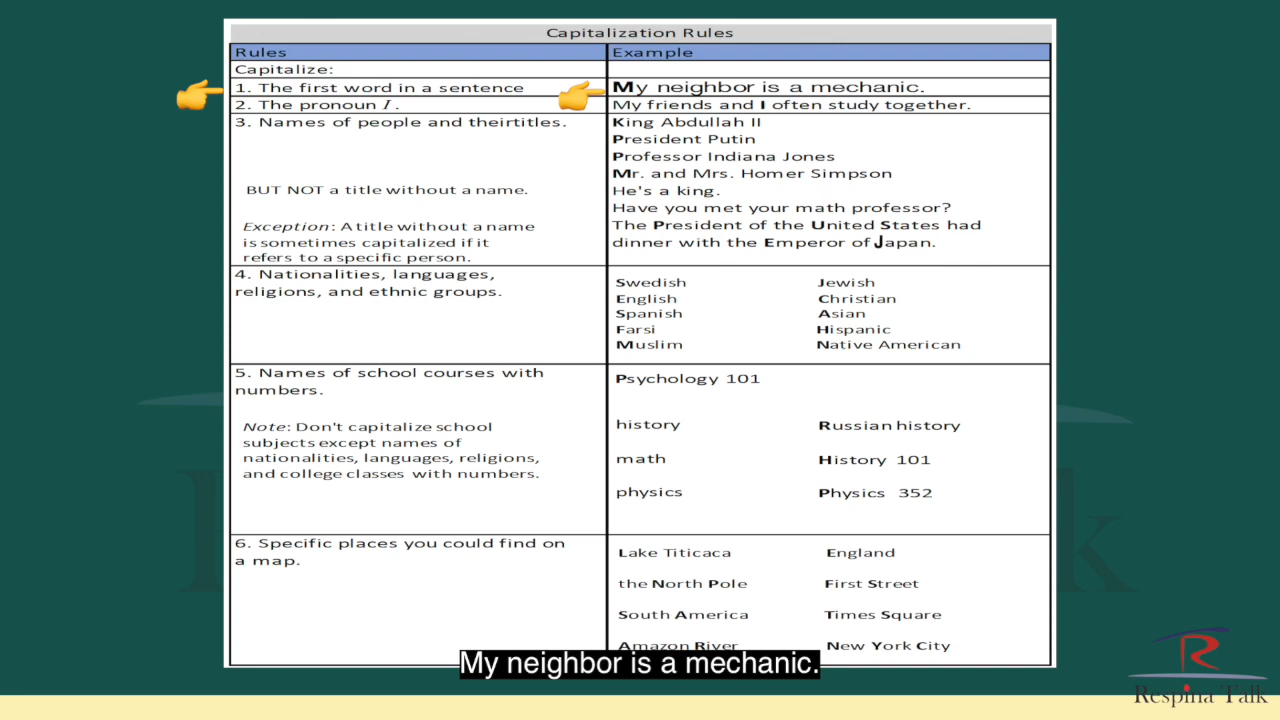 Capitalization Rules
Rules
Example
Capitalize:
1. The first word in a sentence
My neighbor is a mechanic.
2. The pronoun I .
My friends and I often study together.
3. Names of people and theirtitles.
BUT NOT a title without a name.
Exception: A title without a name
is sometimes capitalized if it
refers to a specific person.
King Abdullah II
President Putin
Professor Indiana Jones
Mr. and Mrs. Homer Simpson
He's a king.
Have you met your math professor?
The President of the United States had
dinner with the Emperor of Japan.
4. Nationalities, languages,
religions, and ethnic groups.
Swedish
Jewish
English
Christian
Spanish
Asian
Farsi
Hispanic
Muslim
Native American
5. Names of school courses with
numbers.
Note: Don't capitalize school
subjects except names of
nationalities, languages, religions,
and college classes with numbers.
Psychology 101
history
Russian history
math
History 101
physics
Physics 352
6. Specific places you could find on
a map.
Lake Titicaca
England
the North Pole
First Street
South America
Times Square
Amazon River
New York City
My neighbor is a mechanic.
Respina Talk